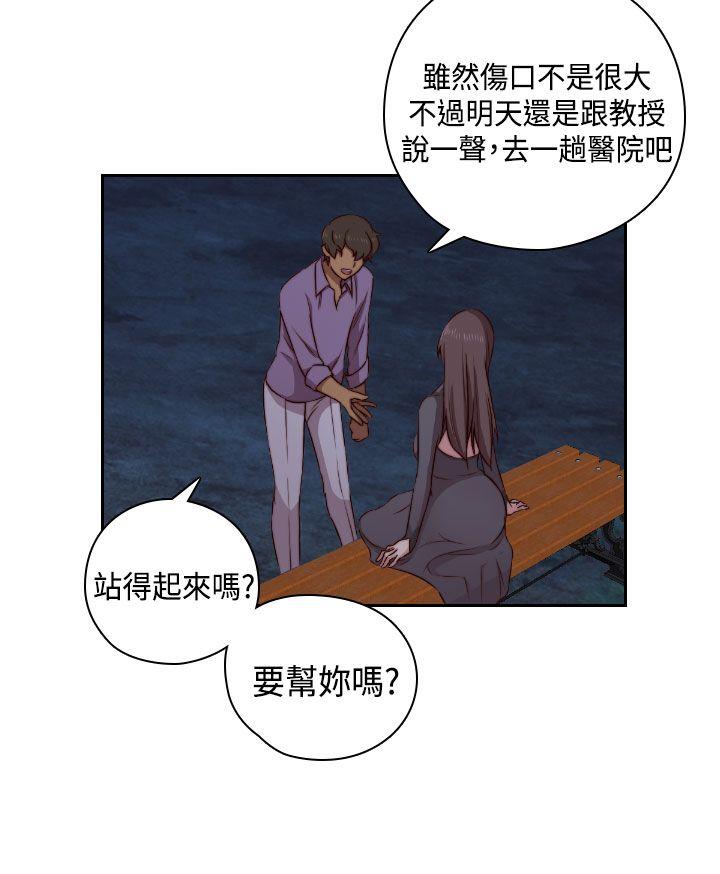 雖然傷口不是很大
不過明天還是跟教授
說一聲，去一趟醫院吧
站得起來嗎?
要幫妳嗎?